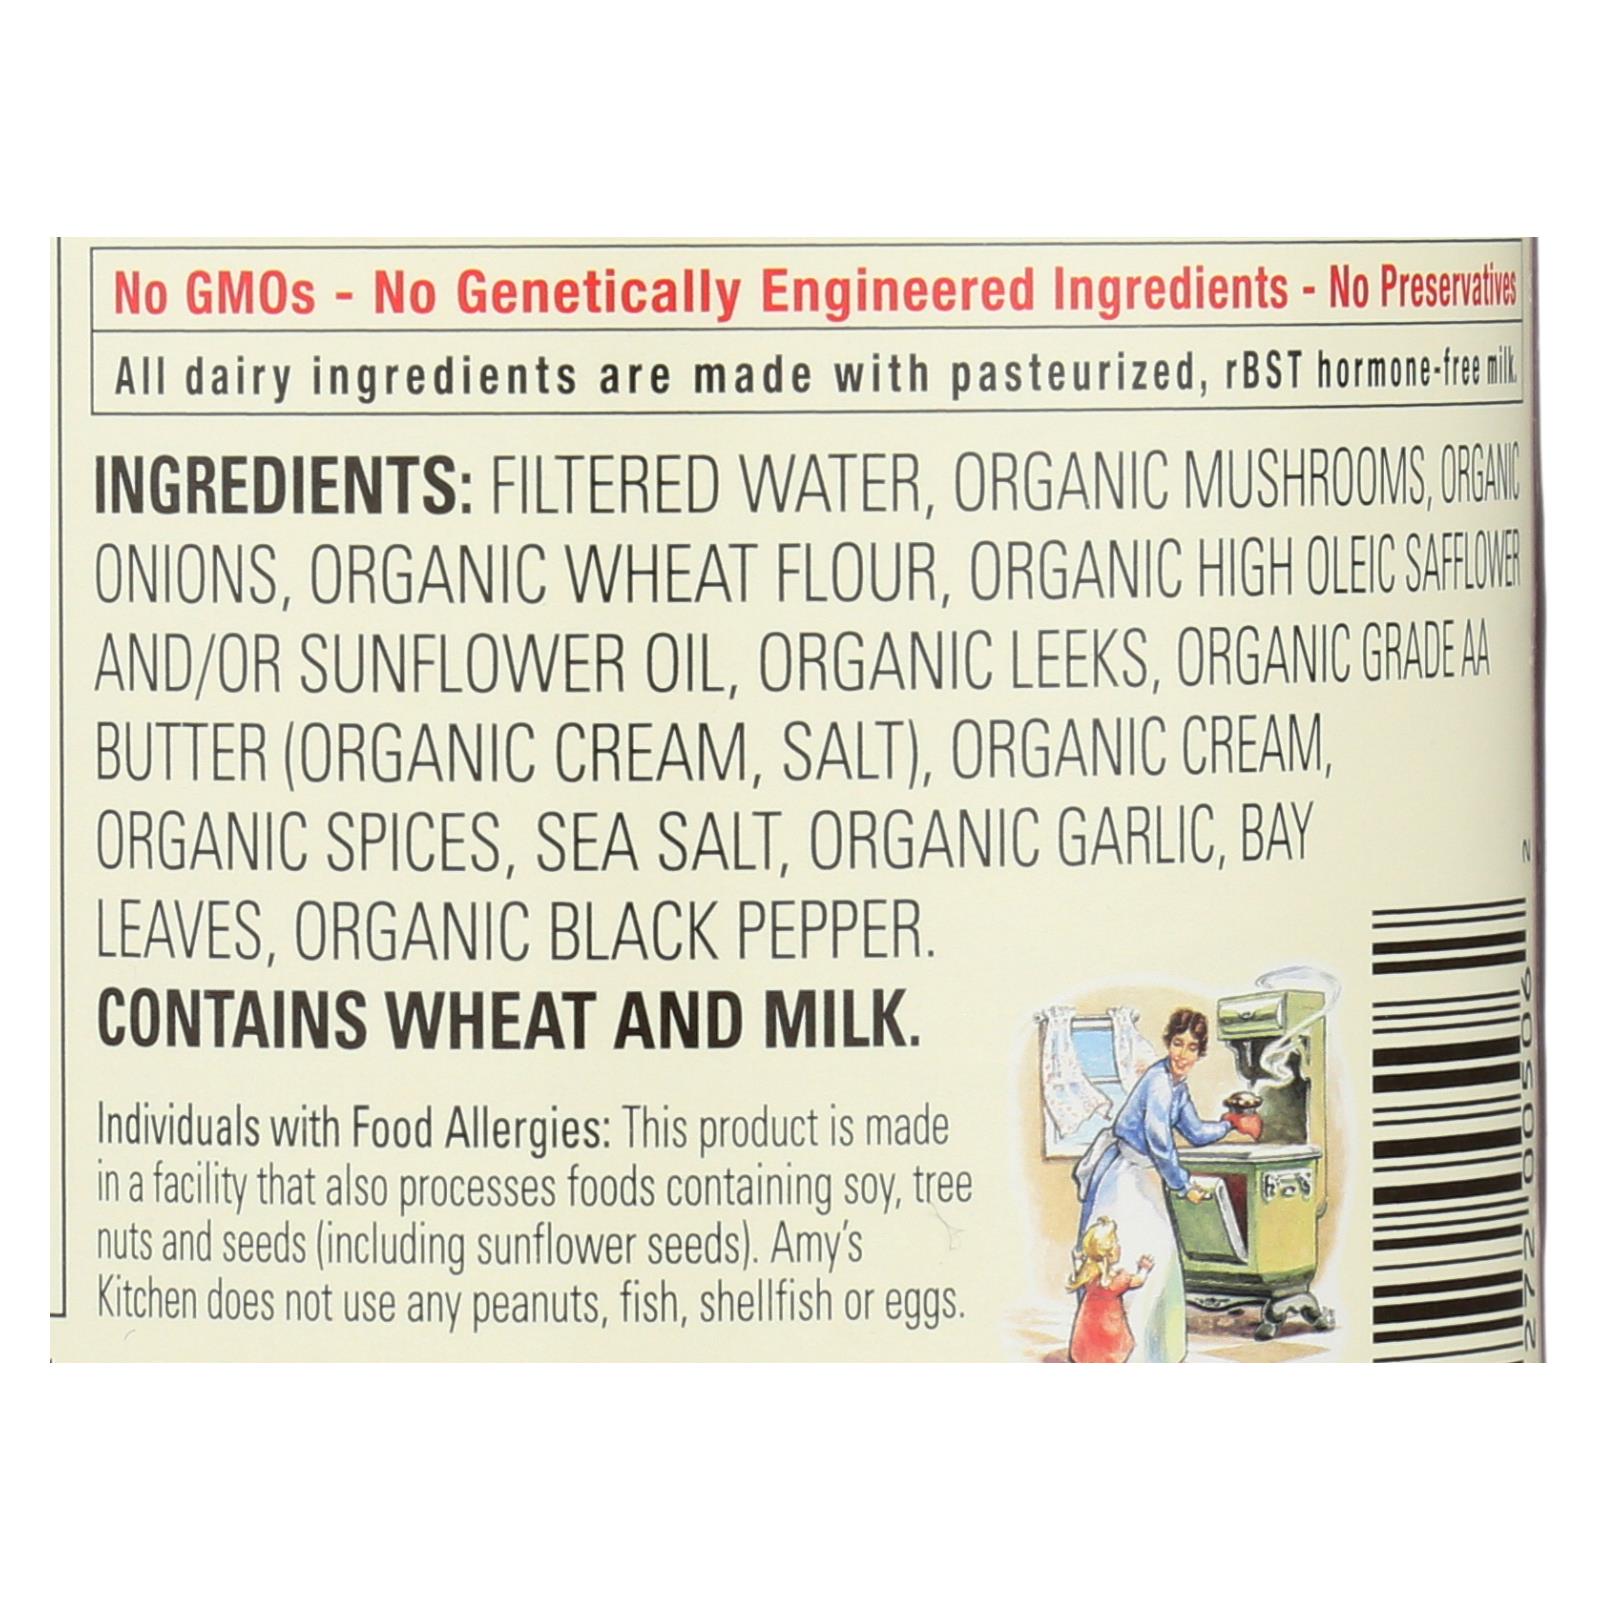 No GMOs - No Genetically Engineered Ingredients - No Preservatives
All dairy ingredients are made with pasteurized, rBST hormone-free milk.
INGREDIENTS: FILTERED WATER, ORGANIC MUSHROOMS, ORGANIC
ONIONS, ORGANIC WHEAT FLOUR, ORGANIC HIGH OLEIC SAFFLOWER
AND/OR SUNFLOWER OIL, ORGANIC LEEKS, ORGANIC GRADE AA
BUTTER (ORGANIC CREAM, SALT), ORGANIC CREAM,
ORGANIC SPICES, SEA SALT, ORGANIC GARLIC, BAY
LEAVES, ORGANIC BLACK PEPPER.
CONTAINS WHEAT AND MILK.
Individuals with Food Allergies: This product is made
in a facility that also processes foods containing soy, tree
nuts and seeds (including sunflower seeds). Amy's
Kitchen does not use any peanuts, fish, shellfish or eggs.
27200506 2